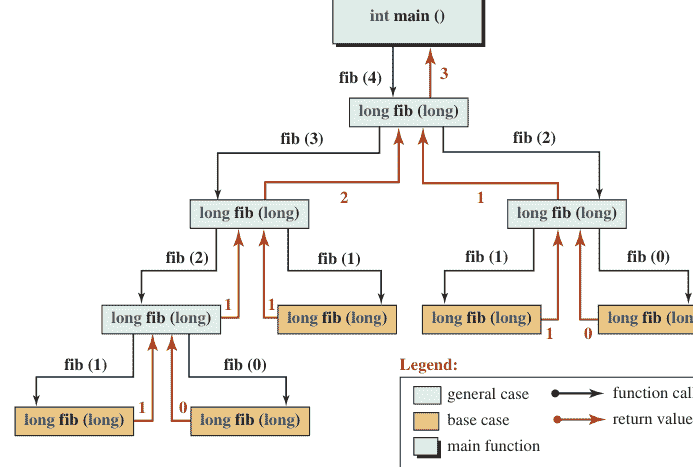 int main ()
fib (4)
3
long fib (long)
fib (3)
fib (2)
2
1
long fib (long)
long fib (long)
fib (2)
fib (1)
fib (1)
fib (0)
1
1
long fib (long)
long fib (long)
long fib (long)
long fib (lon
1
0
fib (1)
fib (0)
1
0
long fib (long)
long fib (long)
Legend:
general case
function call
base case
return value
main function